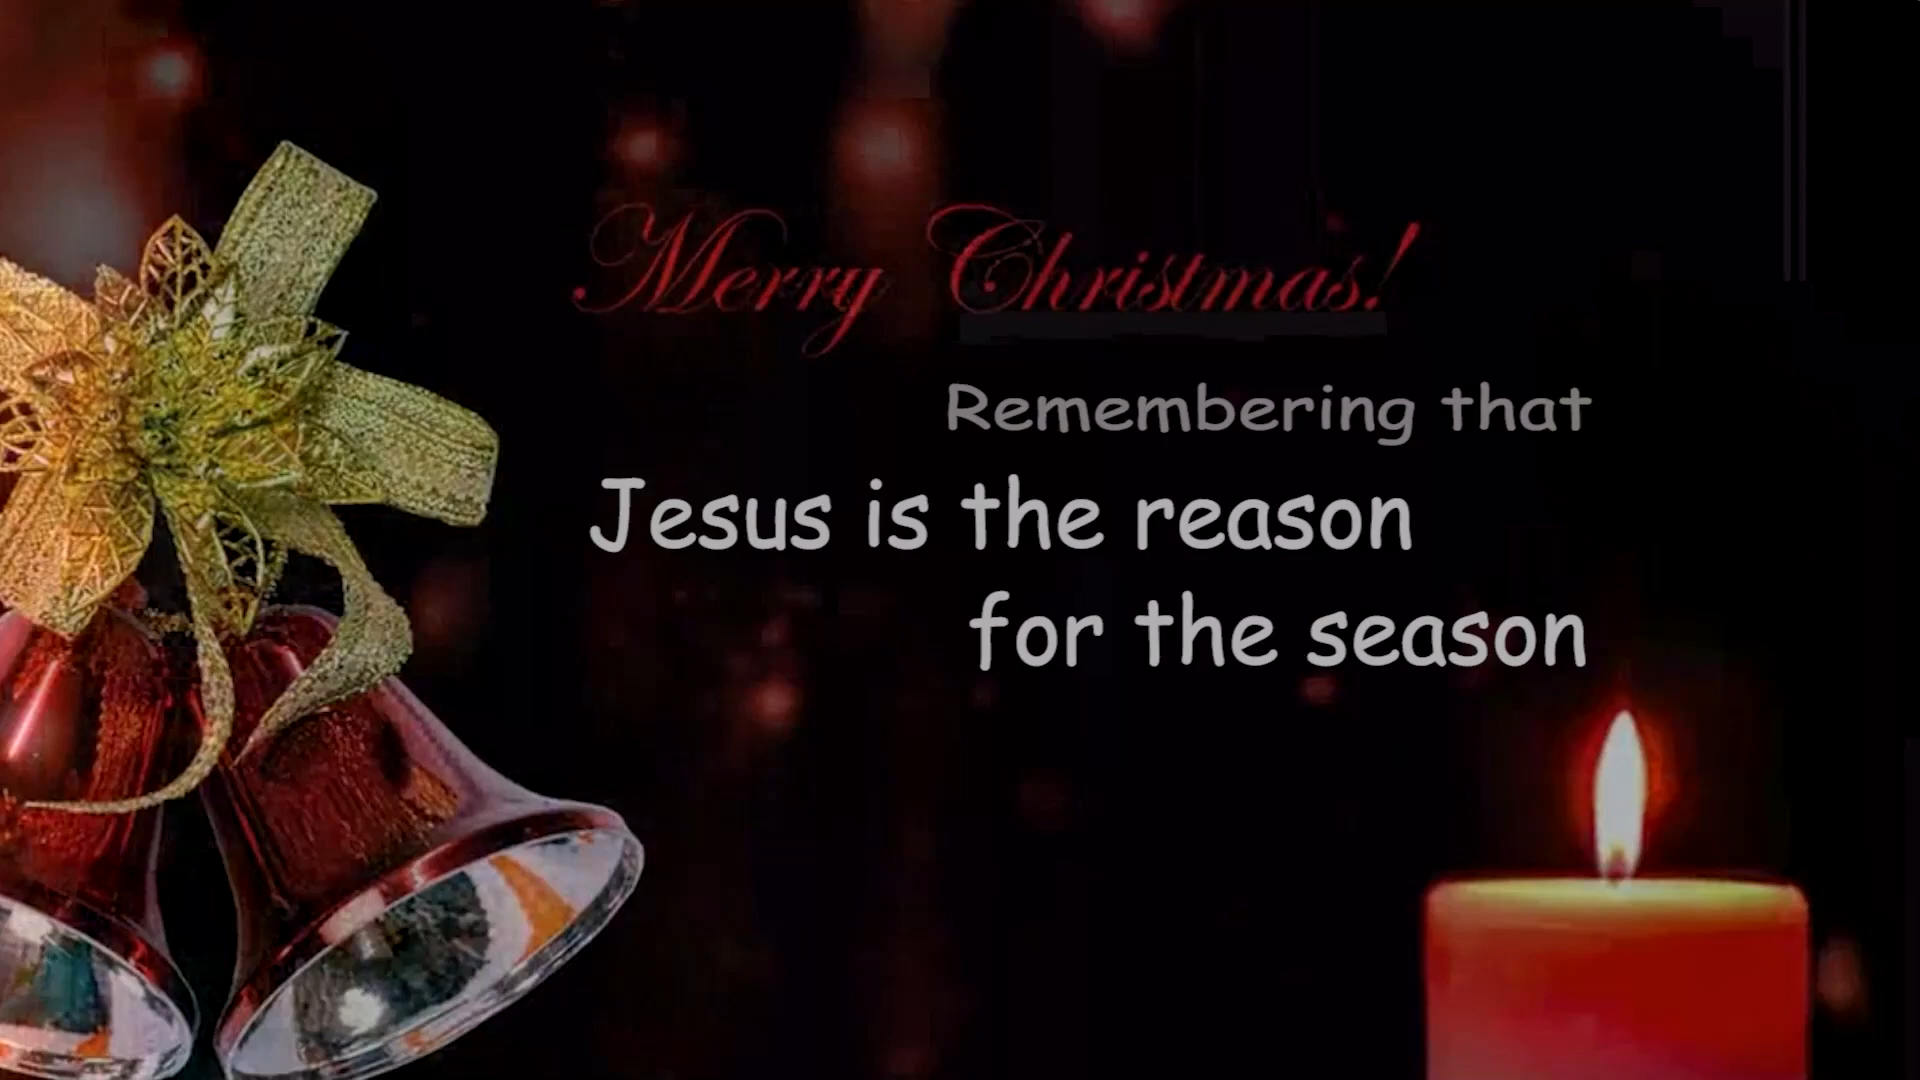 Merry Christmas!
Remembering that
Jesus is the reason
for the season